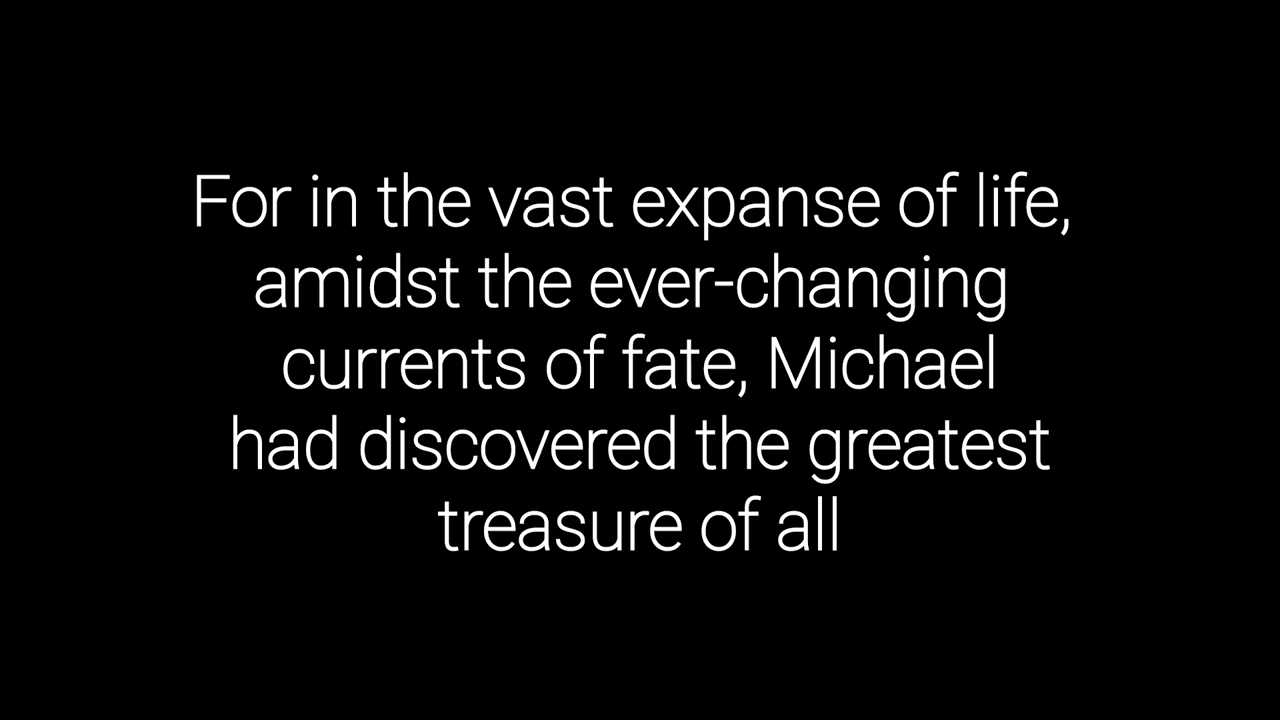 For in the vast expanse of life,
amidst the ever-changing
currents of fate, Michael
had discovered the greatest
treasure of all